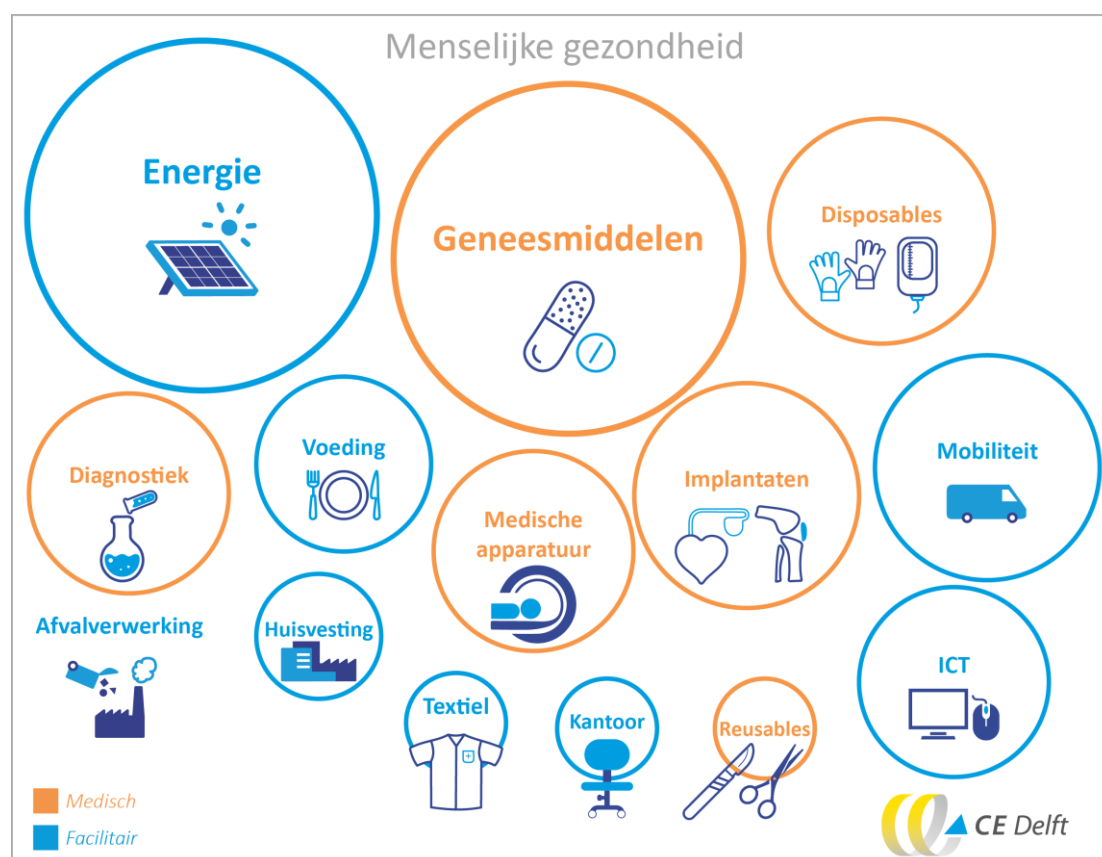 Menselijke gezondheid
Energie
Geneesmiddelen
Disposables
Diagnostiek
Voeding
Medische
apparatuur
Implantaten
Mobiliteit
Afvalverwerking
Huisvesting
Textiel
Kantoor
Reusables
ICT
Medisch
Facilitair
CE Delft